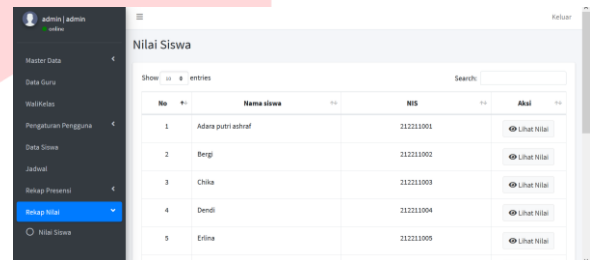 admin | admin
online
Keluar
Nilai Siswa
Master Data
Data Guru
WaliKelas
Pengaturan Pengguna
Data Siswa
Jadwal
Rekap Presensi
Rekap Nilai
Nilai Siswa
Show 10 entries
Search:
No Nama siswa NIS Aksi
1 Adara putri ashraf 212211001 Lihat Nilai
2 Bergi 212211002 Lihat Nilai
3 Chika 212211003 Lihat Nilai
4 Dendi 212211004 Lihat Nilai
5 Erlina 212211005 Lihat Nilai